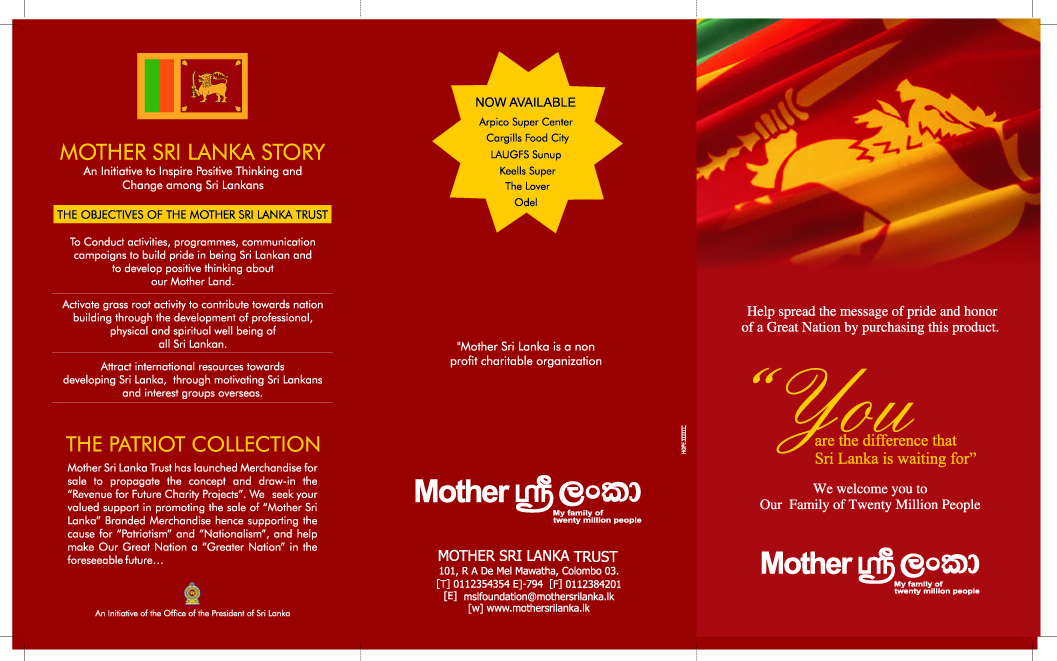 MOTHER SRI LANKA STORY
An Initiative to Inspire Positive Thinking and
Change among Sri Lankans
THE OBJECTIVES OF THE MOTHER SRI LANKA TRUST
To Conduct activities, programmes, communication
campaigns to build pride in being Sri Lankan and
to develop positive thinking about
our Mother Land.
Activate grass root activity to contribute towards nation
building through the development of professional,
physical and spiritual well being of
all Sri Lankan.
Attract international resources towards
developing Sri Lanka, through motivating Sri Lankans
and interest groups overseas.
THE PATRIOT COLLECTION
Mother Sri Lanka Trust has launched Merchandise for
sale to propagate the concept and draw-in the
“Revenue for Future Charity Projects”. We seek your
valued support in promoting the sale of “Mother Sri
Lanka” Branded Merchandise hence supporting the
cause for “Patriotism” and “Nationalism”, and help
make Our Great Nation a “Greater Nation” in the
foreseeable future...
An Initiative of the Office of the President of Sri Lanka
NOW AVAILABLE
Arpico Super Center
Cargills Food City
LAUGFS Sunup
Keells Super
The Lover
Odel
"Mother Sri Lanka is a non
profit charitable organization
Mother ශ්‍රී ලංකා
My family of
twenty million people
MOTHER SRI LANKA TRUST
101, R A De Mel Mawatha, Colombo 03.
[T] 0112354354 E]-794 [F] 0112384201
[E] mslfoundation@mothersrilanka.lk
[w] www.mothersrilanka.lk
Help spread the message of pride and honor
of a Great Nation by purchasing this product.
“You
are the difference that
Sri Lanka is waiting for”
We welcome you to
Our Family of Twenty Million People
Mother ශ්‍රී ලංකා
My family of
twenty million people